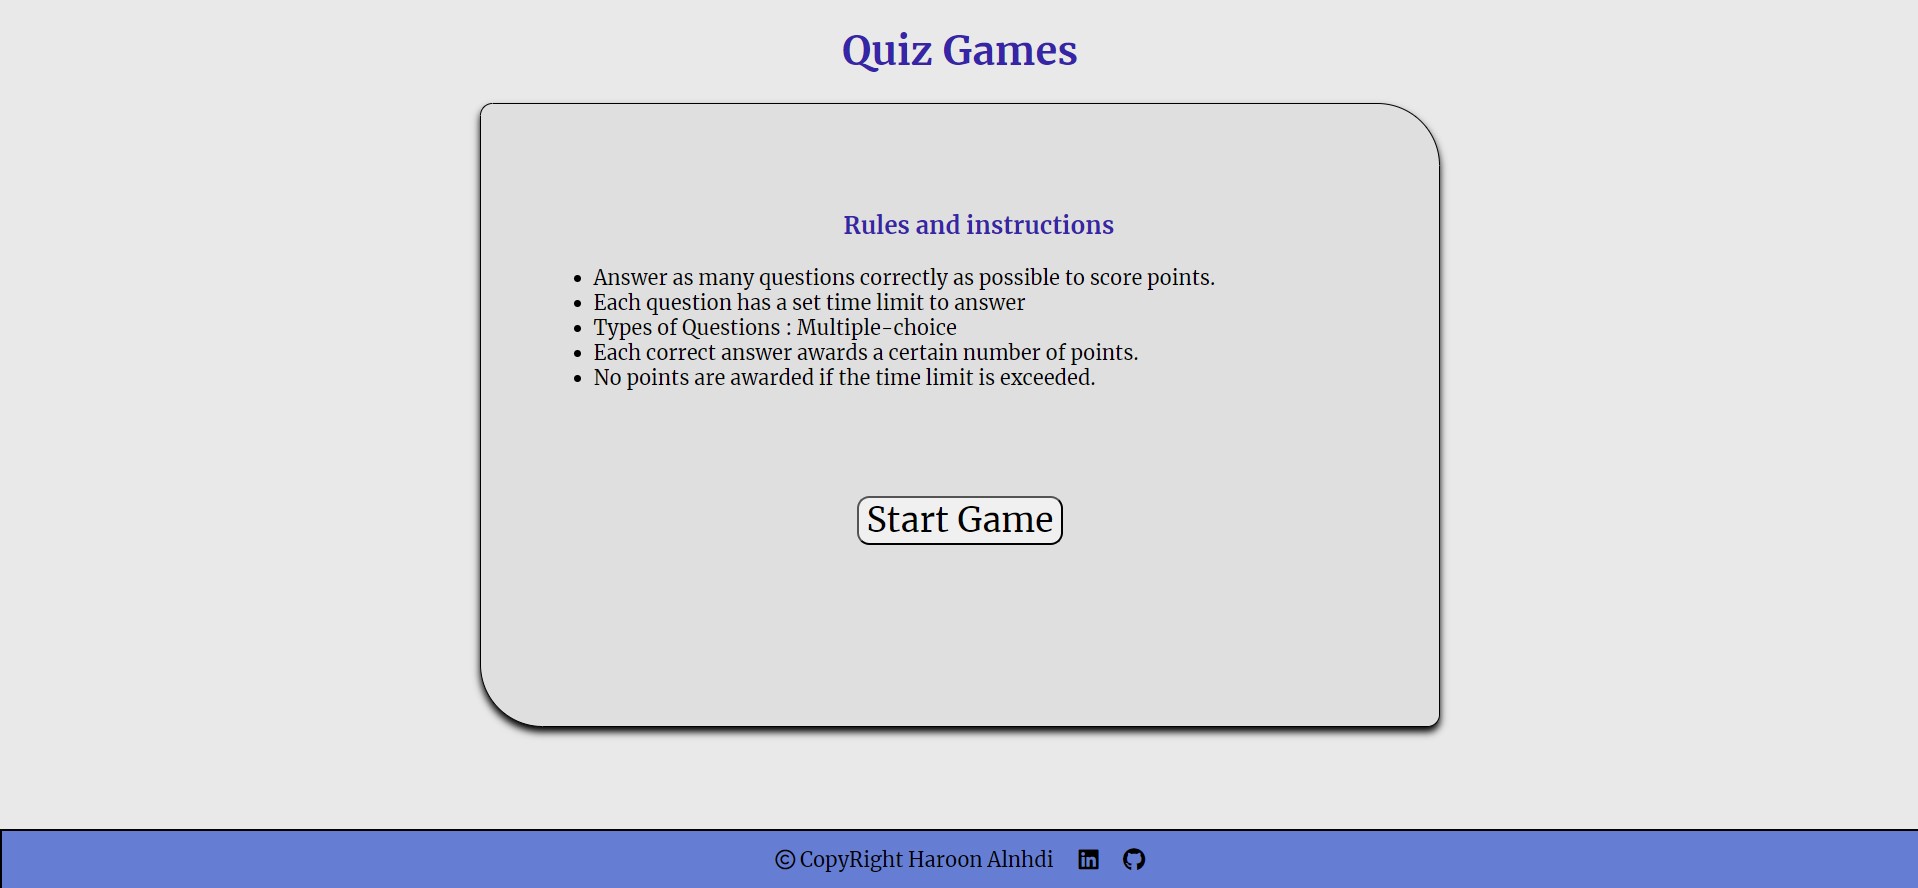 Quiz Games
Rules and instructions
• Answer as many questions correctly as possible to score points.
• Each question has a set time limit to answer
• Types of Questions : Multiple-choice
• Each correct answer awards a certain number of points.
• No points are awarded if the time limit is exceeded.
Start Game
© CopyRight Haroon Alnhdi in